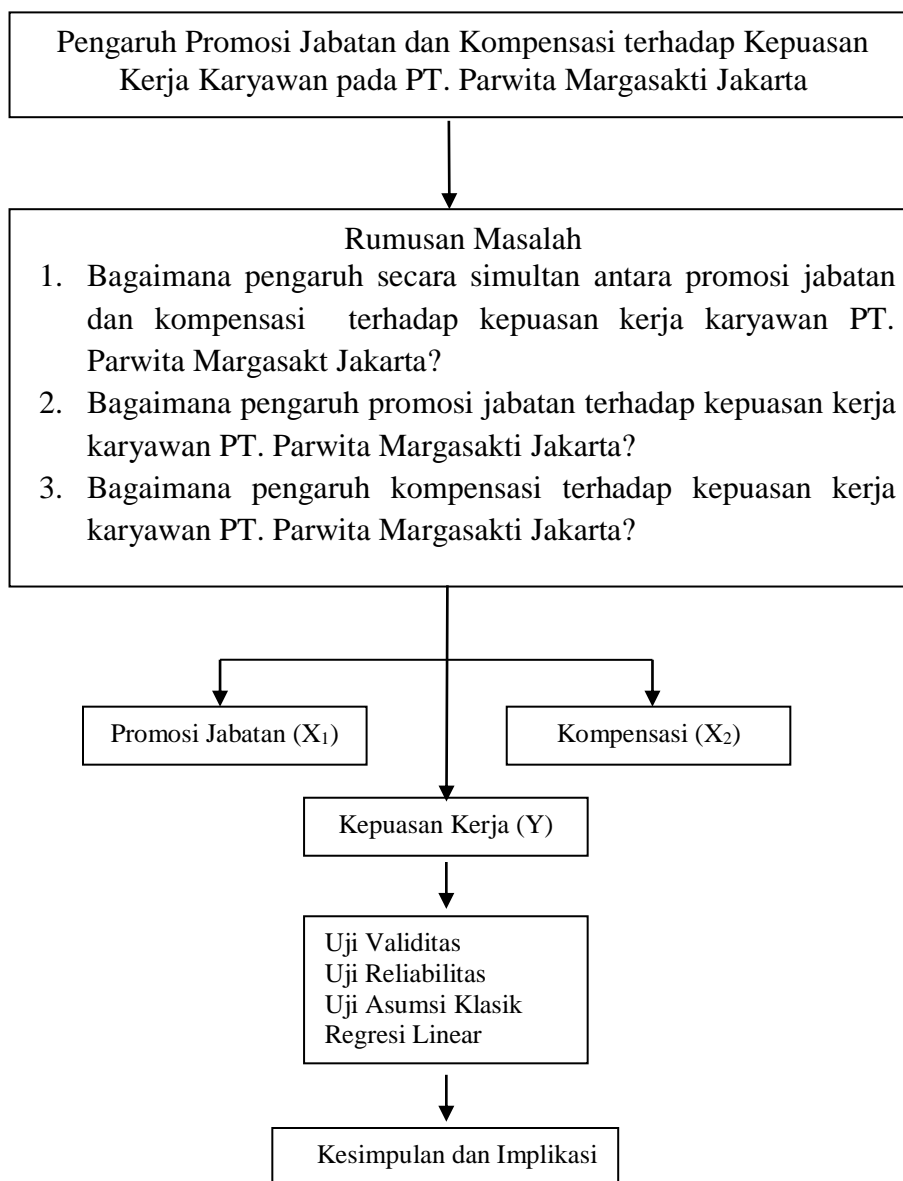 Pengaruh Promosi Jabatan dan Kompensasi terhadap Kepuasan
Kerja Karyawan pada PT. Parwita Margasakti Jakarta
Rumusan Masalah
1. Bagaimana pengaruh secara simultan antara promosi jabatan
dan kompensasi terhadap kepuasan kerja karyawan PT.
Parwita Margasakt Jakarta?
2. Bagaimana pengaruh promosi jabatan terhadap kepuasan kerja
karyawan PT. Parwita Margasakti Jakarta?
3. Bagaimana pengaruh kompensasi terhadap kepuasan kerja
karyawan PT. Parwita Margasakti Jakarta?
Promosi Jabatan (X₁)
Kompensasi (X₂)
Kepuasan Kerja (Y)
Uji Validitas
Uji Reliabilitas
Uji Asumsi Klasik
Regresi Linear
Kesimpulan dan Implikasi